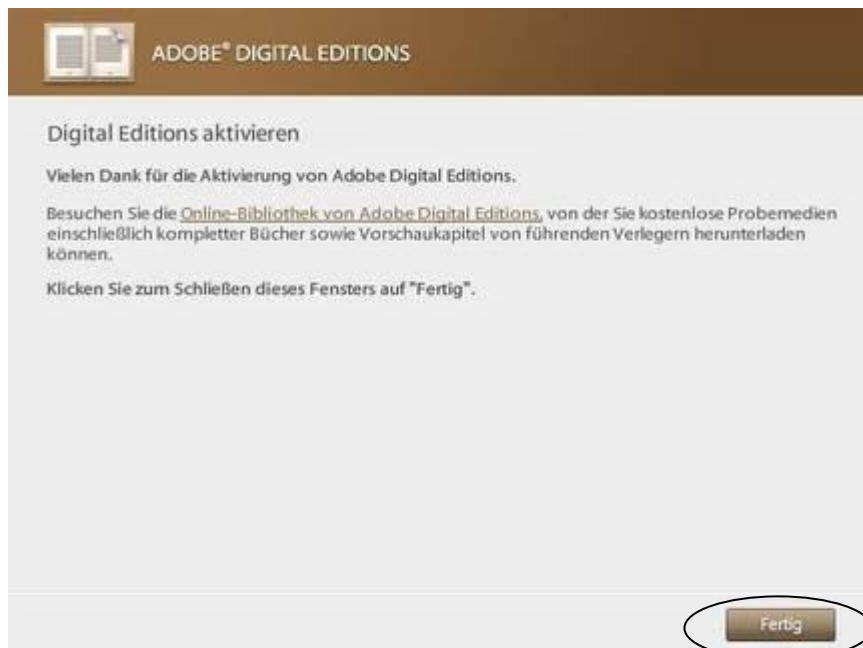 ADOBE® DIGITAL EDITIONS
Digital Editions aktivieren
Vielen Dank für die Aktivierung von Adobe Digital Editions.
Besuchen Sie die Online-Bibliothek von Adobe Digital Editions, von der Sie kostenlose Probemedien
einschließlich kompletter Bücher sowie Vorschaukapitel von führenden Verlegern herunterladen
können.
Klicken Sie zum Schließen dieses Fensters auf "Fertig".
Fertig